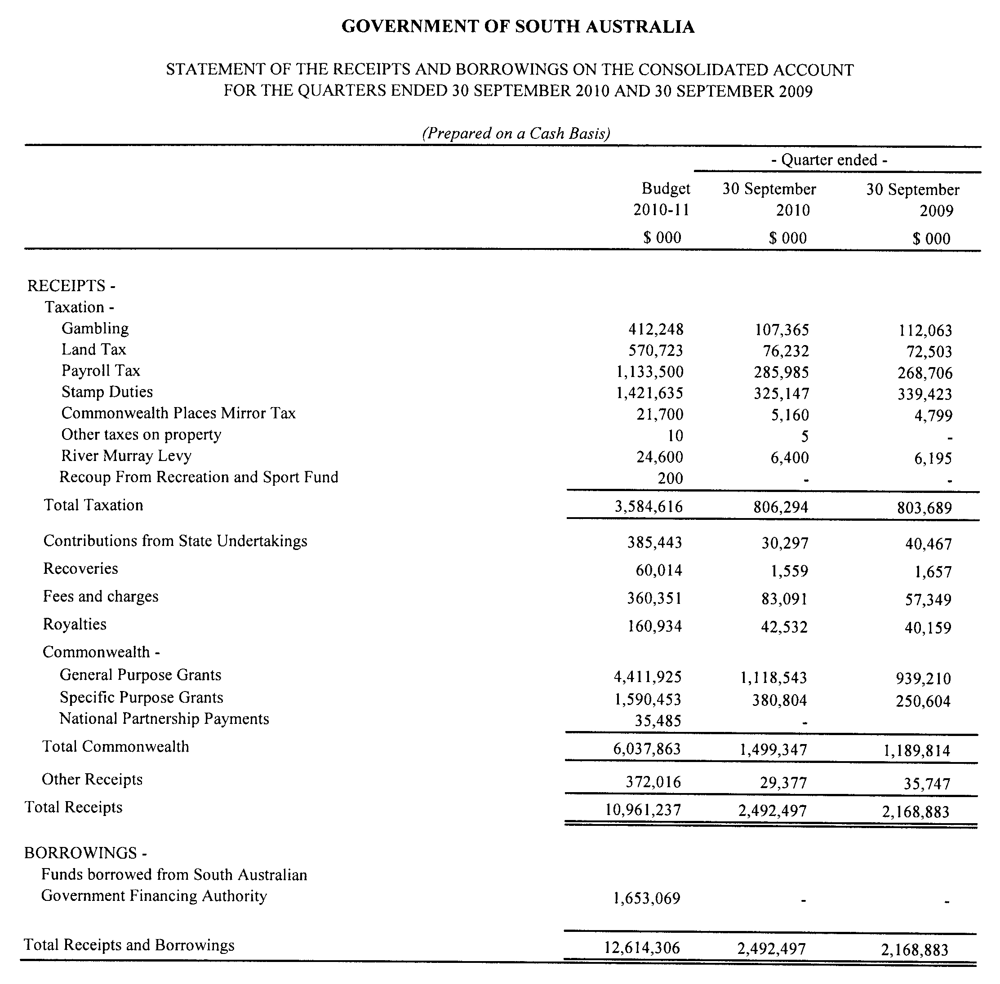 GOVERNMENT OF SOUTH AUSTRALIA
STATEMENT OF THE RECEIPTS AND BORROWINGS ON THE CONSOLIDATED ACCOUNT
FOR THE QUARTERS ENDED 30 SEPTEMBER 2010 AND 30 SEPTEMBER 2009
(Prepared on a Cash Basis)
- Quarter ended -
Budget 30 September 30 September
2010-11 2010 2009
$ 000 $ 000 $ 000
RECEIPTS -
Taxation -
Gambling 412,248 107,365 112,063
Land Tax 570,723 76,232 72,503
Payroll Tax 1,133,500 285,985 268,706
Stamp Duties 1,421,635 325,147 339,423
Commonwealth Places Mirror Tax 21,700 5,160 4,799
Other taxes on property 10 5 -
River Murray Levy 24,600 6,400 6,195
Recoup From Recreation and Sport Fund 200 - -
Total Taxation 3,584,616 806,294 803,689
Contributions from State Undertakings 385,443 30,297 40,467
Recoveries 60,014 1,559 1,657
Fees and charges 360,351 83,091 57,349
Royalties 160,934 42,532 40,159
Commonwealth -
General Purpose Grants 4,411,925 1,118,543 939,210
Specific Purpose Grants 1,590,453 380,804 250,604
National Partnership Payments 35,485 -
Total Commonwealth 6,037,863 1,499,347 1,189,814
Other Receipts 372,016 29,377 35,747
Total Receipts 10,961,237 2,492,497 2,168,883
BORROWINGS -
Funds borrowed from South Australian
Government Financing Authority 1,653,069 - -
Total Receipts and Borrowings 12,614,306 2,492,497 2,168,883